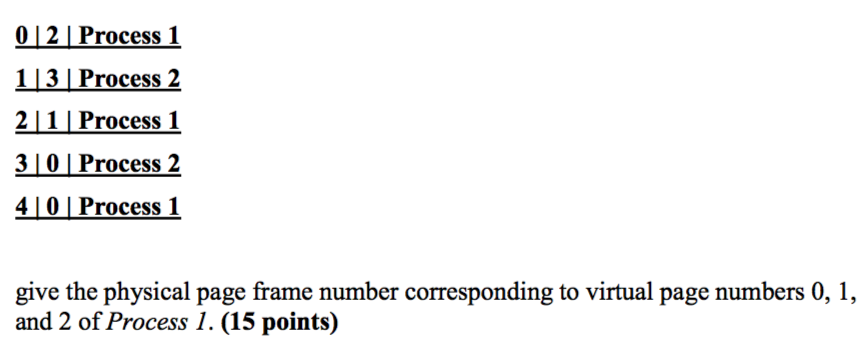 0 | 2 | Process 1
1 | 3 | Process 2
2 | 1 | Process 1
3 | 0 | Process 2
4 | 0 | Process 1
give the physical page frame number corresponding to virtual page numbers 0, 1,
and 2 of Process 1. (15 points)